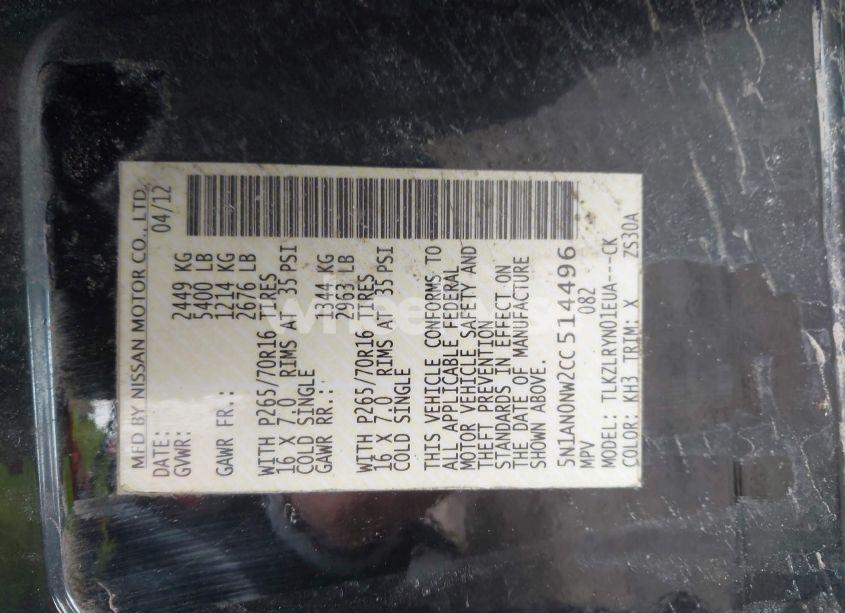 MFD BY NISSAN MOTOR CO., LTD.
DATE: 04/12
GVWR: 2449 KG
5400 LB
GAWR FR.: 1214 KG
2676 LB
WITH P265/70R16 TIRES
16 X 7.0 RIMS AT 35 PSI
COLD SINGLE
GAWR RR.: 1344 KG
2963 LB
WITH P265/70R16 TIRES
16 X 7.0 RIMS AT 35 PSI
COLD SINGLE
THIS VEHICLE CONFORMS TO
ALL APPLICABLE FEDERAL
MOTOR VEHICLE SAFETY AND
THEFT PREVENTION
STANDARDS IN EFFECT ON
THE DATE OF MANUFACTURE
SHOWN ABOVE.
5N1AN0NW2CC514496
MPV 082
MODEL: TLKZLRYN01EUA---CK
COLOR: KH3 TRIM: X ZS30A